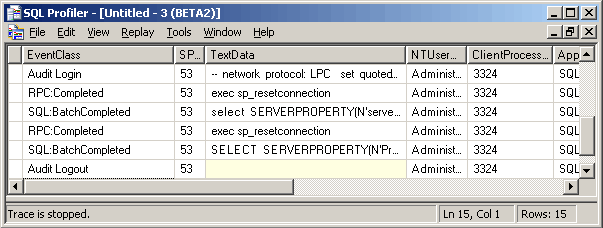 SQL Profiler - [Untitled - 3 (BETA2)]
File Edit View Replay Tools Window Help
EventClass SP... TextData NTUser... ClientProcess... App
Audit Login 53 -- network protocol: LPC set quoted... Administ... 3324 SQL
RPC:Completed 53 exec sp_resetconnection Administ... 3324 SQL
SQL:BatchCompleted 53 select SERVERPROPERTY(N'serve... Administ... 3324 SQL
RPC:Completed 53 exec sp_resetconnection Administ... 3324 SQL
SQL:BatchCompleted 53 SELECT SERVERPROPERTY(N'Pr... Administ... 3324 SQL
Audit Logout 53 Administ... 3324 SQL
Trace is stopped. Ln 15, Col 1 Rows: 15